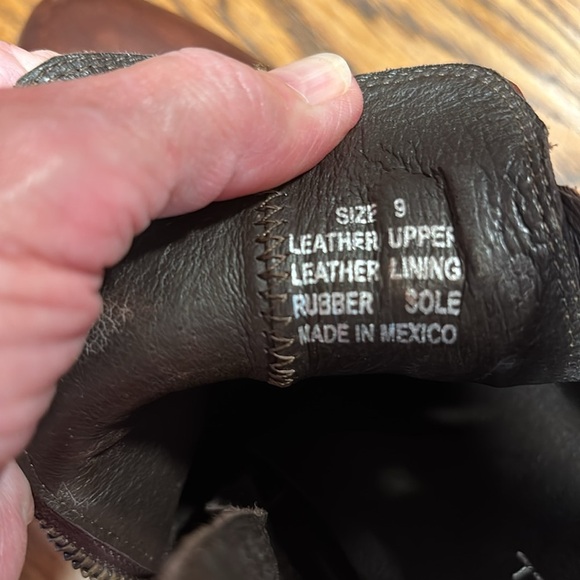 SIZE 9
LEATHER UPPER
LEATHER LINING
RUBBER SOLE
MADE IN MEXICO